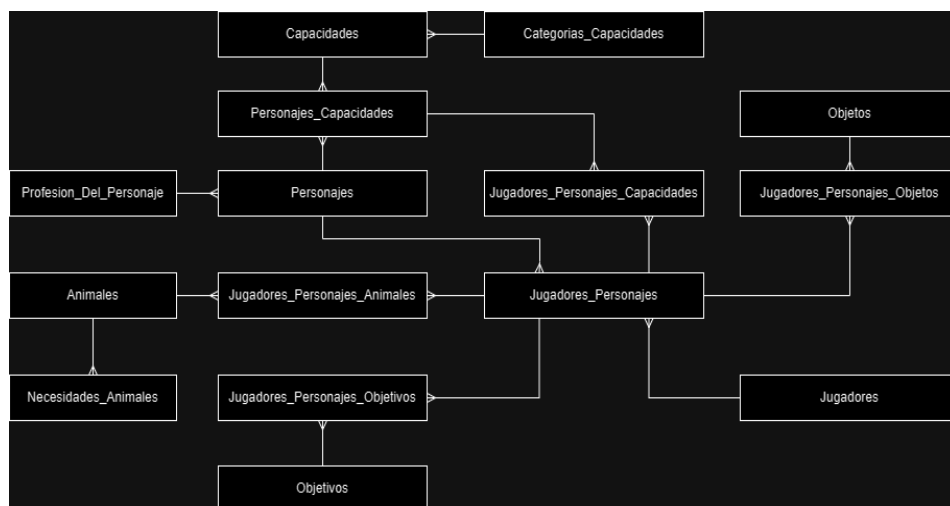 Capacidades
Categorias_Capacidades
Personajes_Capacidades
Objetos
Profesion_Del_Personaje
Personajes
Jugadores_Personajes_Capacidades
Jugadores_Personajes_Objetos
Animales
Jugadores_Personajes_Animales
Jugadores_Personajes
Necesidades_Animales
Jugadores_Personajes_Objetivos
Jugadores
Objetivos